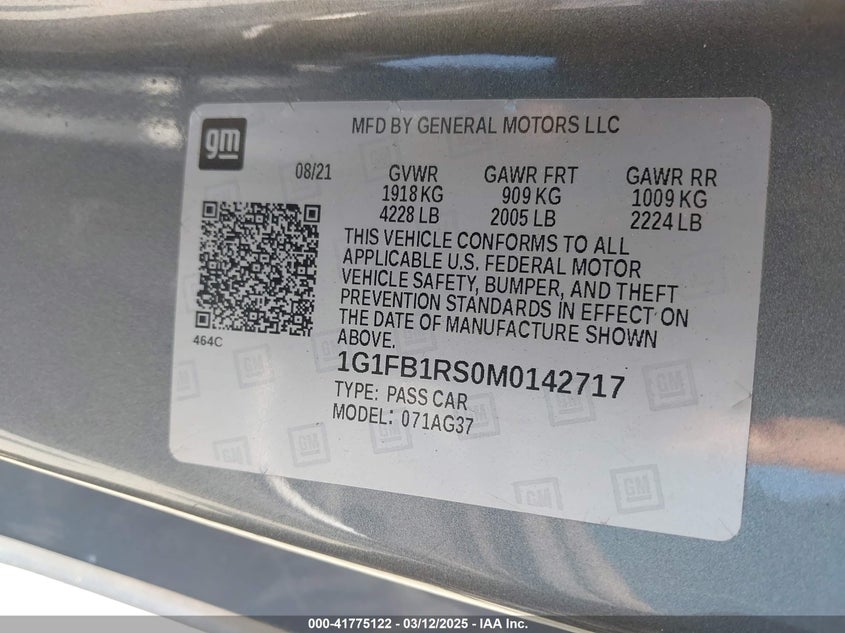 gm
MFD BY GENERAL MOTORS LLC
08/21 GVWR GAWR FRT GAWR RR
1918 KG 909 KG 1009 KG
4228 LB 2005 LB 2224 LB
THIS VEHICLE CONFORMS TO ALL
APPLICABLE U.S. FEDERAL MOTOR
VEHICLE SAFETY, BUMPER, AND THEFT
PREVENTION STANDARDS IN EFFECT ON
THE DATE OF MANUFACTURE SHOWN
ABOVE.
464C
1G1FB1RS0M0142717
TYPE: PASS CAR
MODEL: 071AG37
GM GM GM
000-41775122 - 03/12/2025 - IAA Inc.